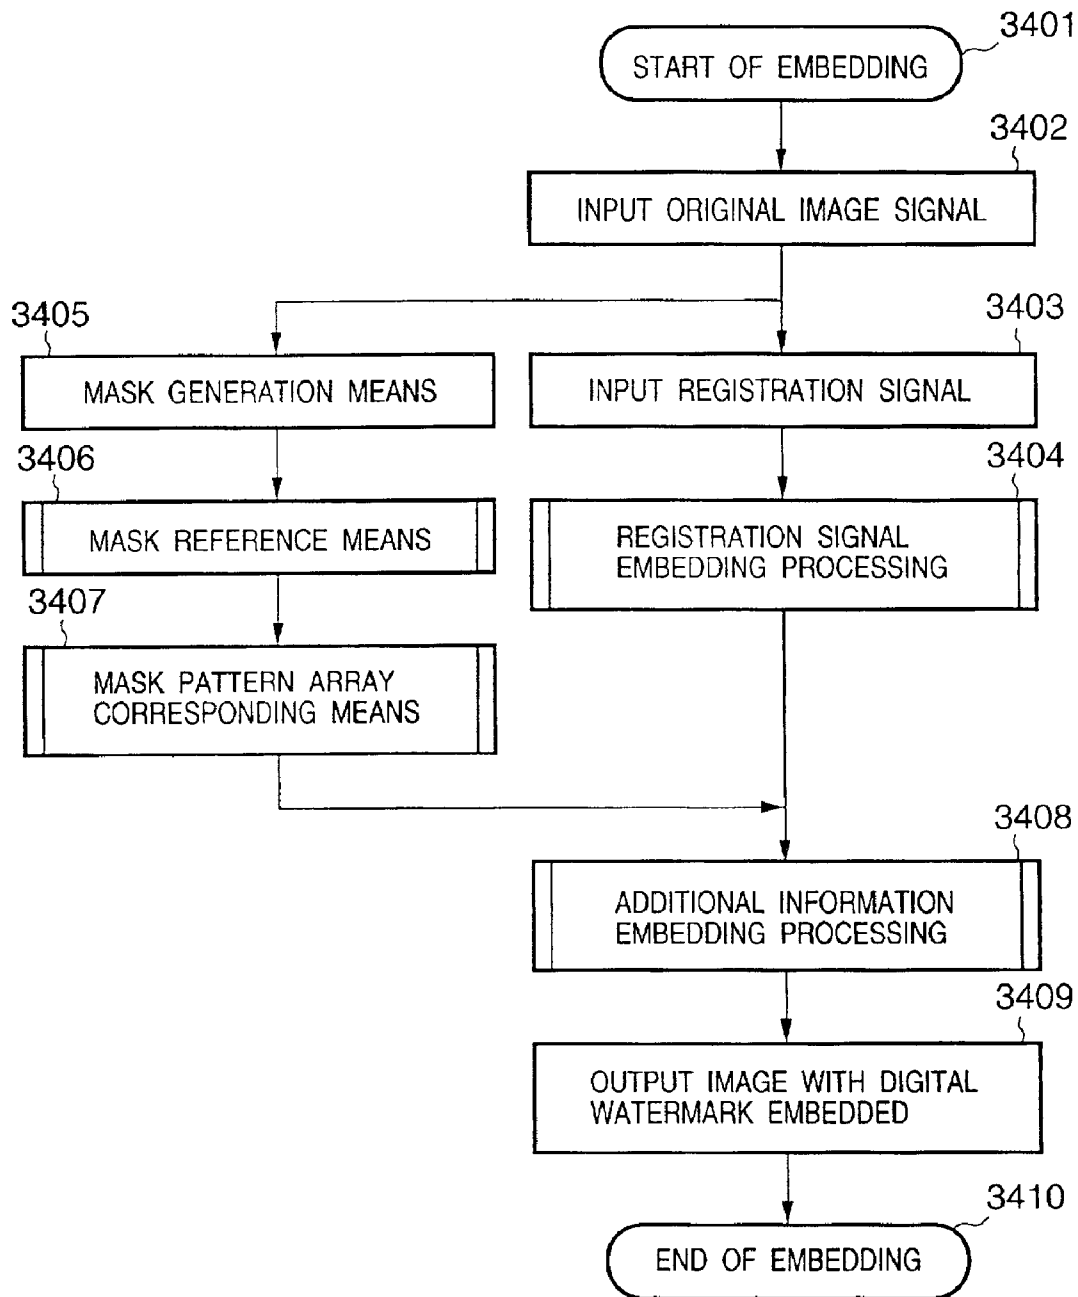 3401
START OF EMBEDDING
3402
INPUT ORIGINAL IMAGE SIGNAL
3405
MASK GENERATION MEANS
3403
INPUT REGISTRATION SIGNAL
3406
MASK REFERENCE MEANS
3404
REGISTRATION SIGNAL
EMBEDDING PROCESSING
3407
MASK PATTERN ARRAY
CORRESPONDING MEANS
3408
ADDITIONAL INFORMATION
EMBEDDING PROCESSING
3409
OUTPUT IMAGE WITH DIGITAL
WATERMARK EMBEDDED
3410
END OF EMBEDDING